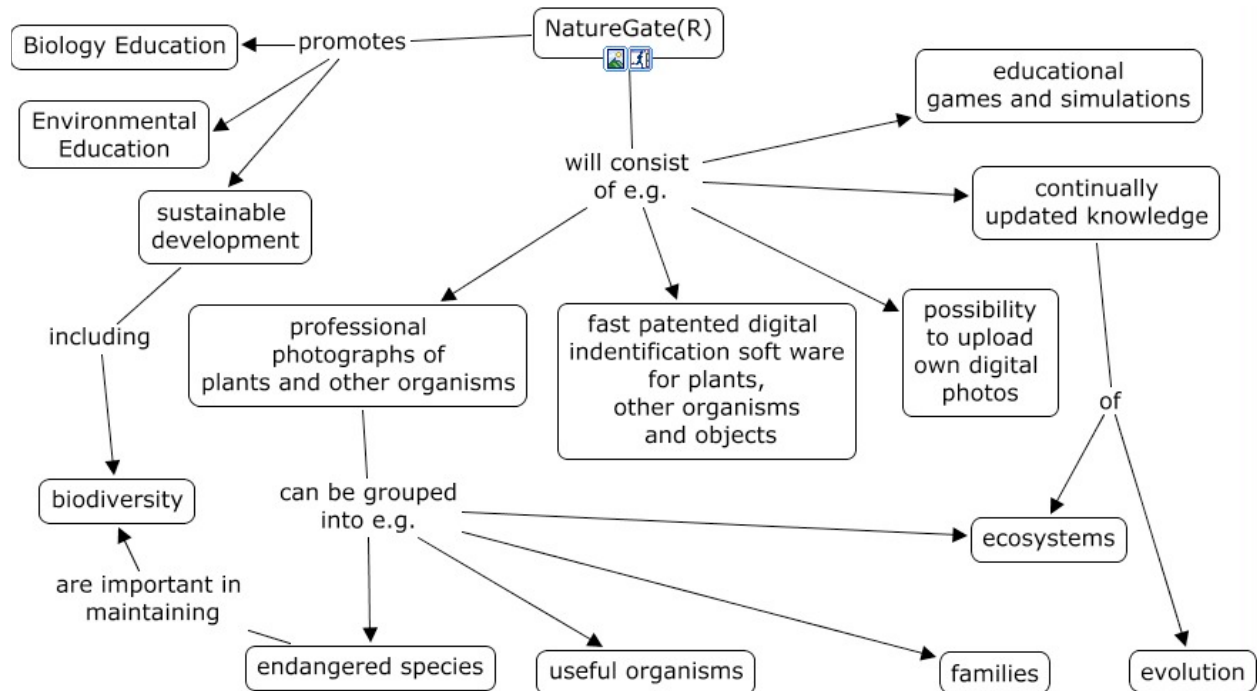 NatureGate(R)
promotes
Biology Education
Environmental
Education
sustainable
development
including
biodiversity
will consist
of e.g.
educational
games and simulations
continually
updated knowledge
of
ecosystems
evolution
possibility
to upload
own digital
photos
fast patented digital
indentification soft ware
for plants,
other organisms
and objects
professional
photographs of
plants and other organisms
can be grouped
into e.g.
endangered species
useful organisms
families
are important in
maintaining